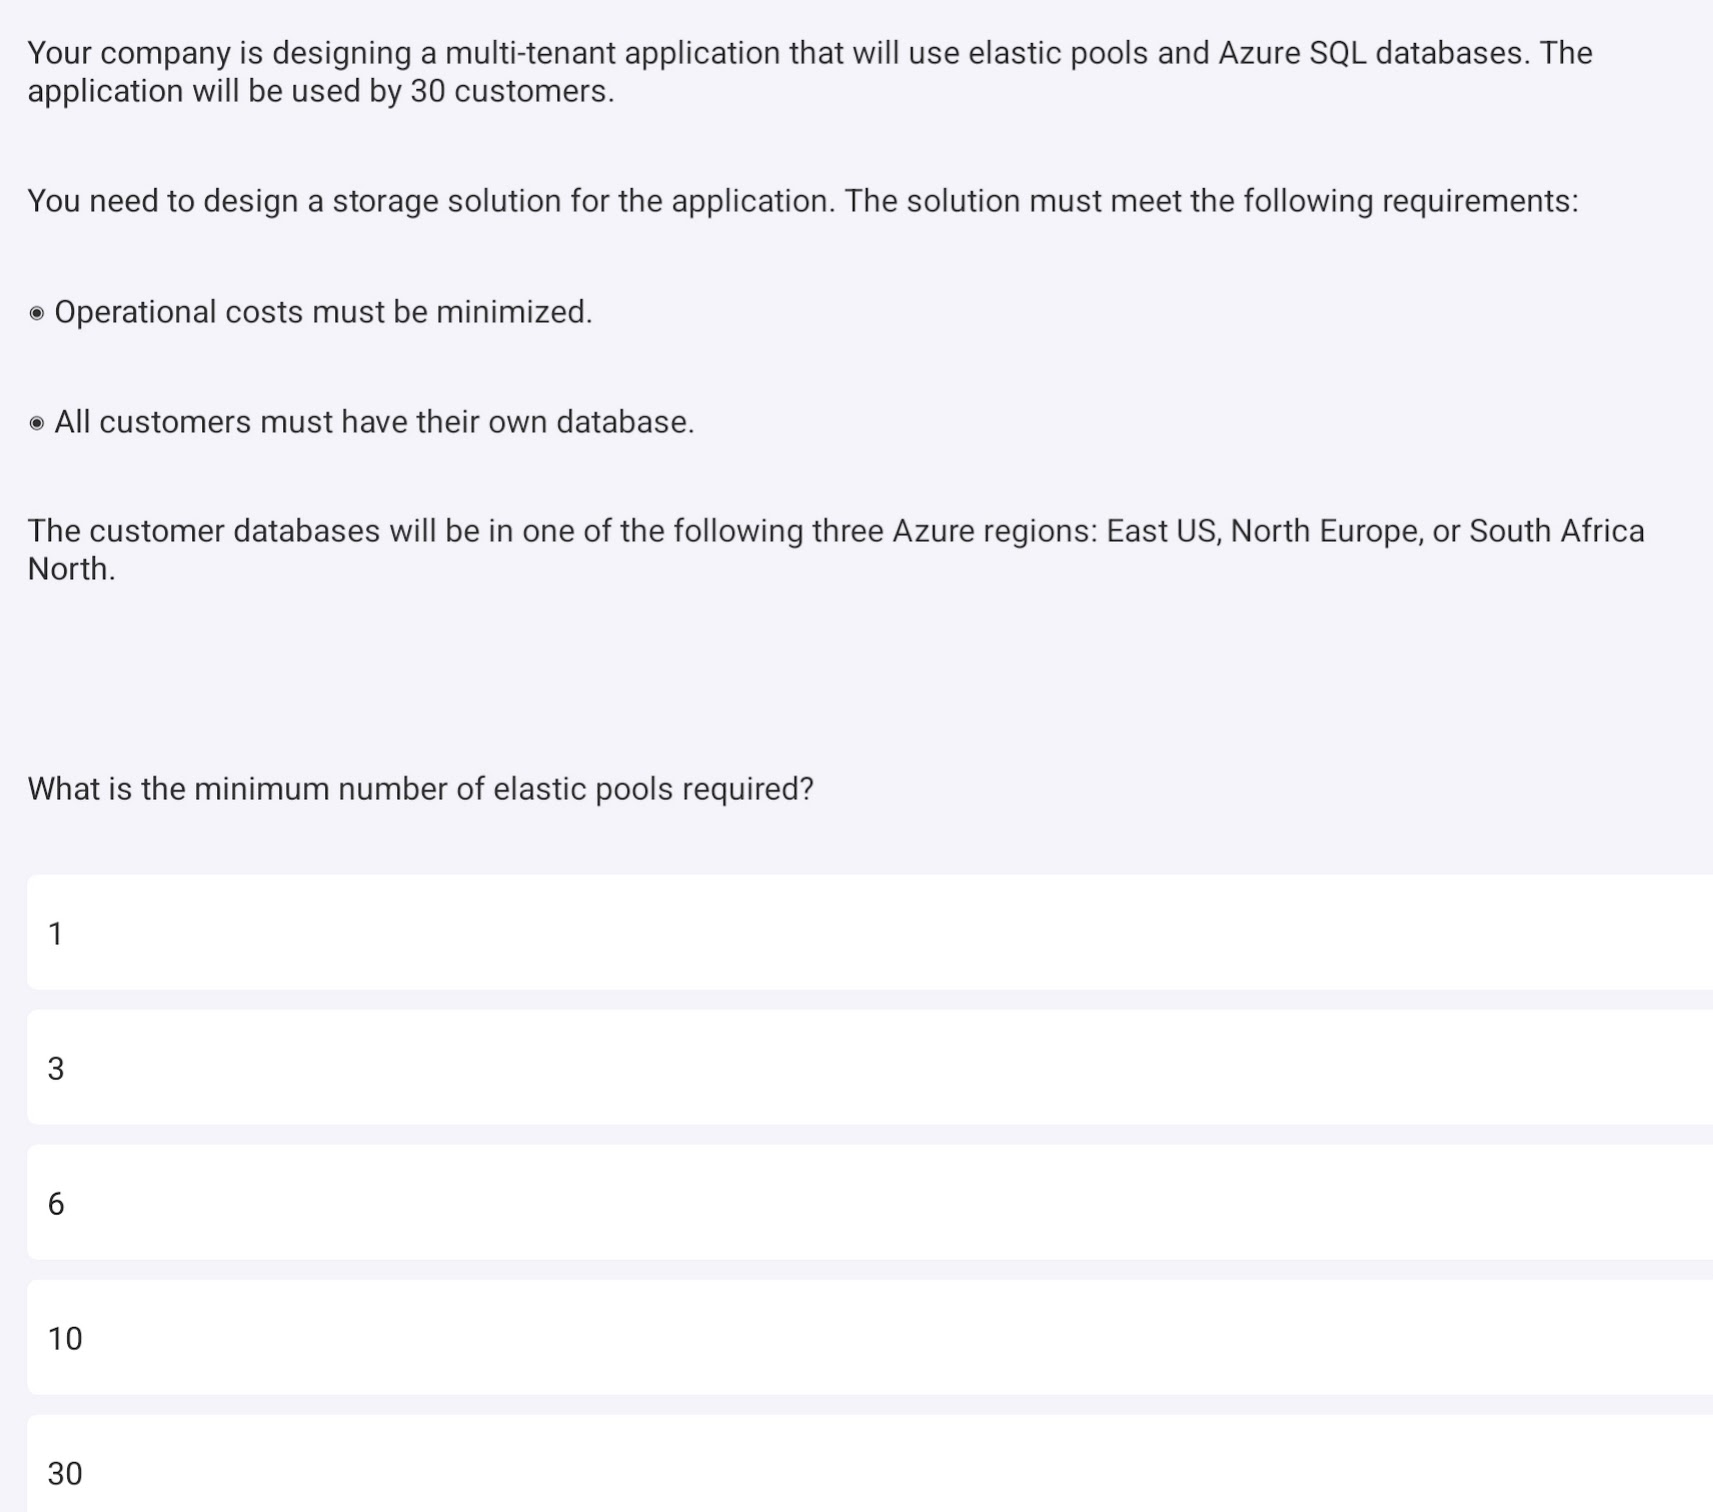 Your company is designing a multi-tenant application that will use elastic pools and Azure SQL databases. The
application will be used by 30 customers.
You need to design a storage solution for the application. The solution must meet the following requirements:
Operational costs must be minimized.
All customers must have their own database.
The customer databases will be in one of the following three Azure regions: East US, North Europe, or South Africa
North.
What is the minimum number of elastic pools required?
1
3
6
10
30